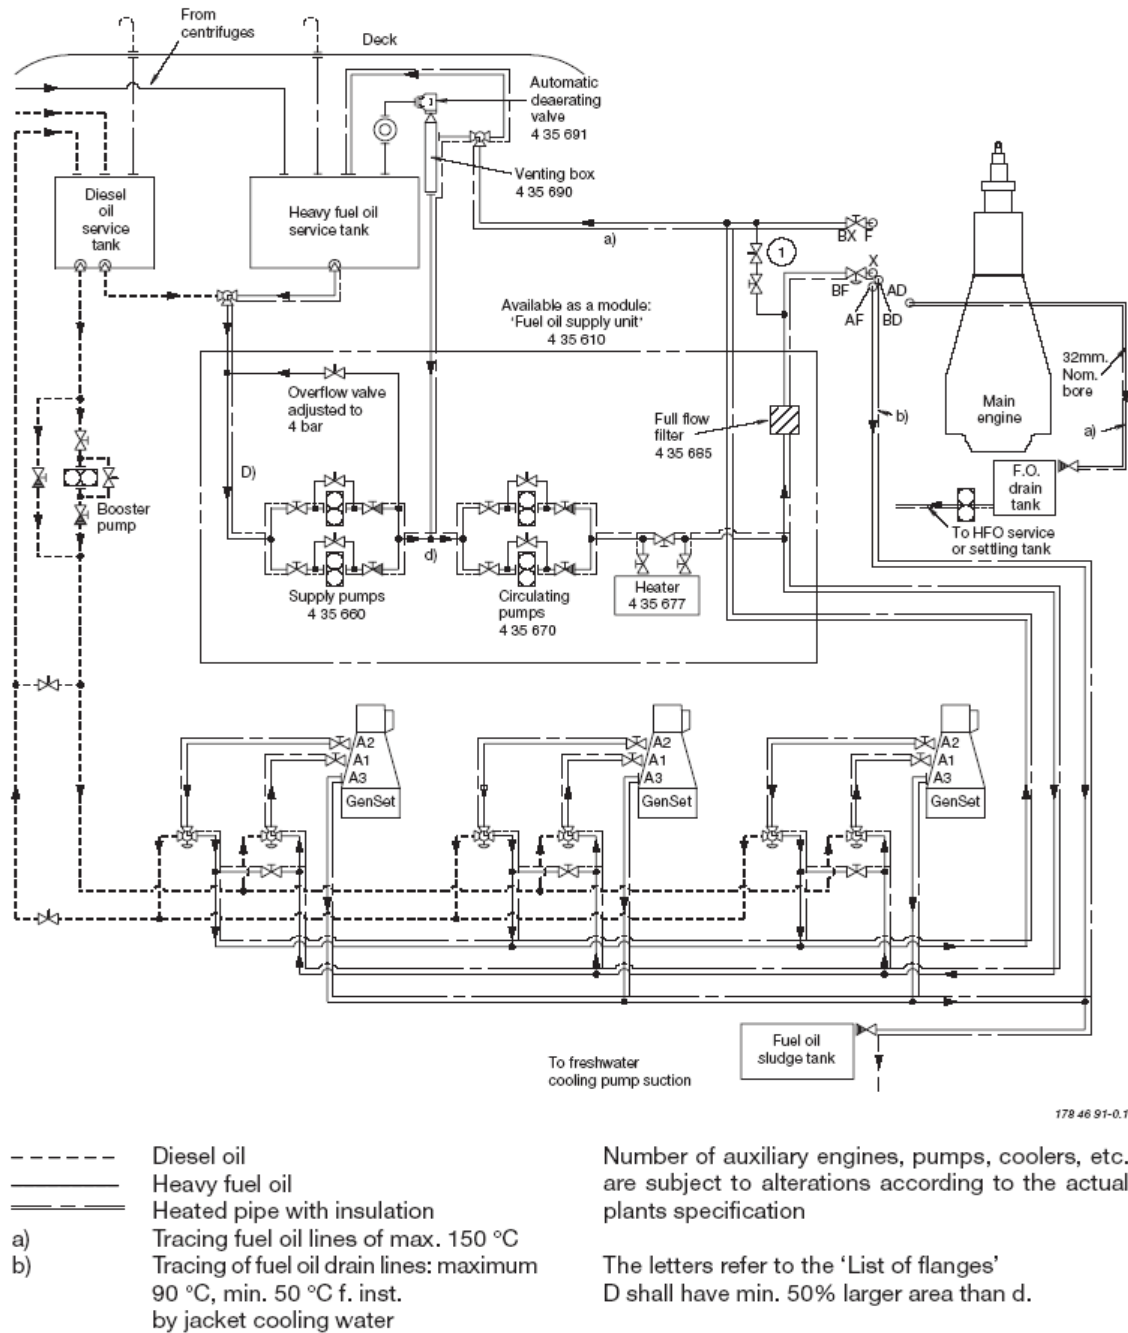 From
centrifuges
Deck
Automatic
deaerating
valve
4 35 691
Venting box
4 35 690
Diesel
oil
service
tank
Heavy fuel oil
service tank
a)
BX F
1
X
BF
AD
AF
BD
Available as a module:
'Fuel oil supply unit'
4 35 610
32mm.
Nom.
bore
Main
engine
Overflow valve
adjusted to
4 bar
Full flow
filter
4 35 685
b)
a)
F.O.
drain
tank
D)
Booster
pump
To HFO service
or settling tank
d)
Supply pumps
4 35 660
Circulating
pumps
4 35 670
Heater
4 35 677
A2
A1
A3
GenSet
A2
A1
A3
GenSet
A2
A1
A3
GenSet
Fuel oil
sludge tank
To freshwater
cooling pump suction
178 46 91-0.1
Diesel oil
Heavy fuel oil
Heated pipe with insulation
a) Tracing fuel oil lines of max. 150 °C
b) Tracing of fuel oil drain lines: maximum
90 °C, min. 50 °C f. inst.
by jacket cooling water
Number of auxiliary engines, pumps, coolers, etc.
are subject to alterations according to the actual
plants specification
The letters refer to the 'List of flanges'
D shall have min. 50% larger area than d.